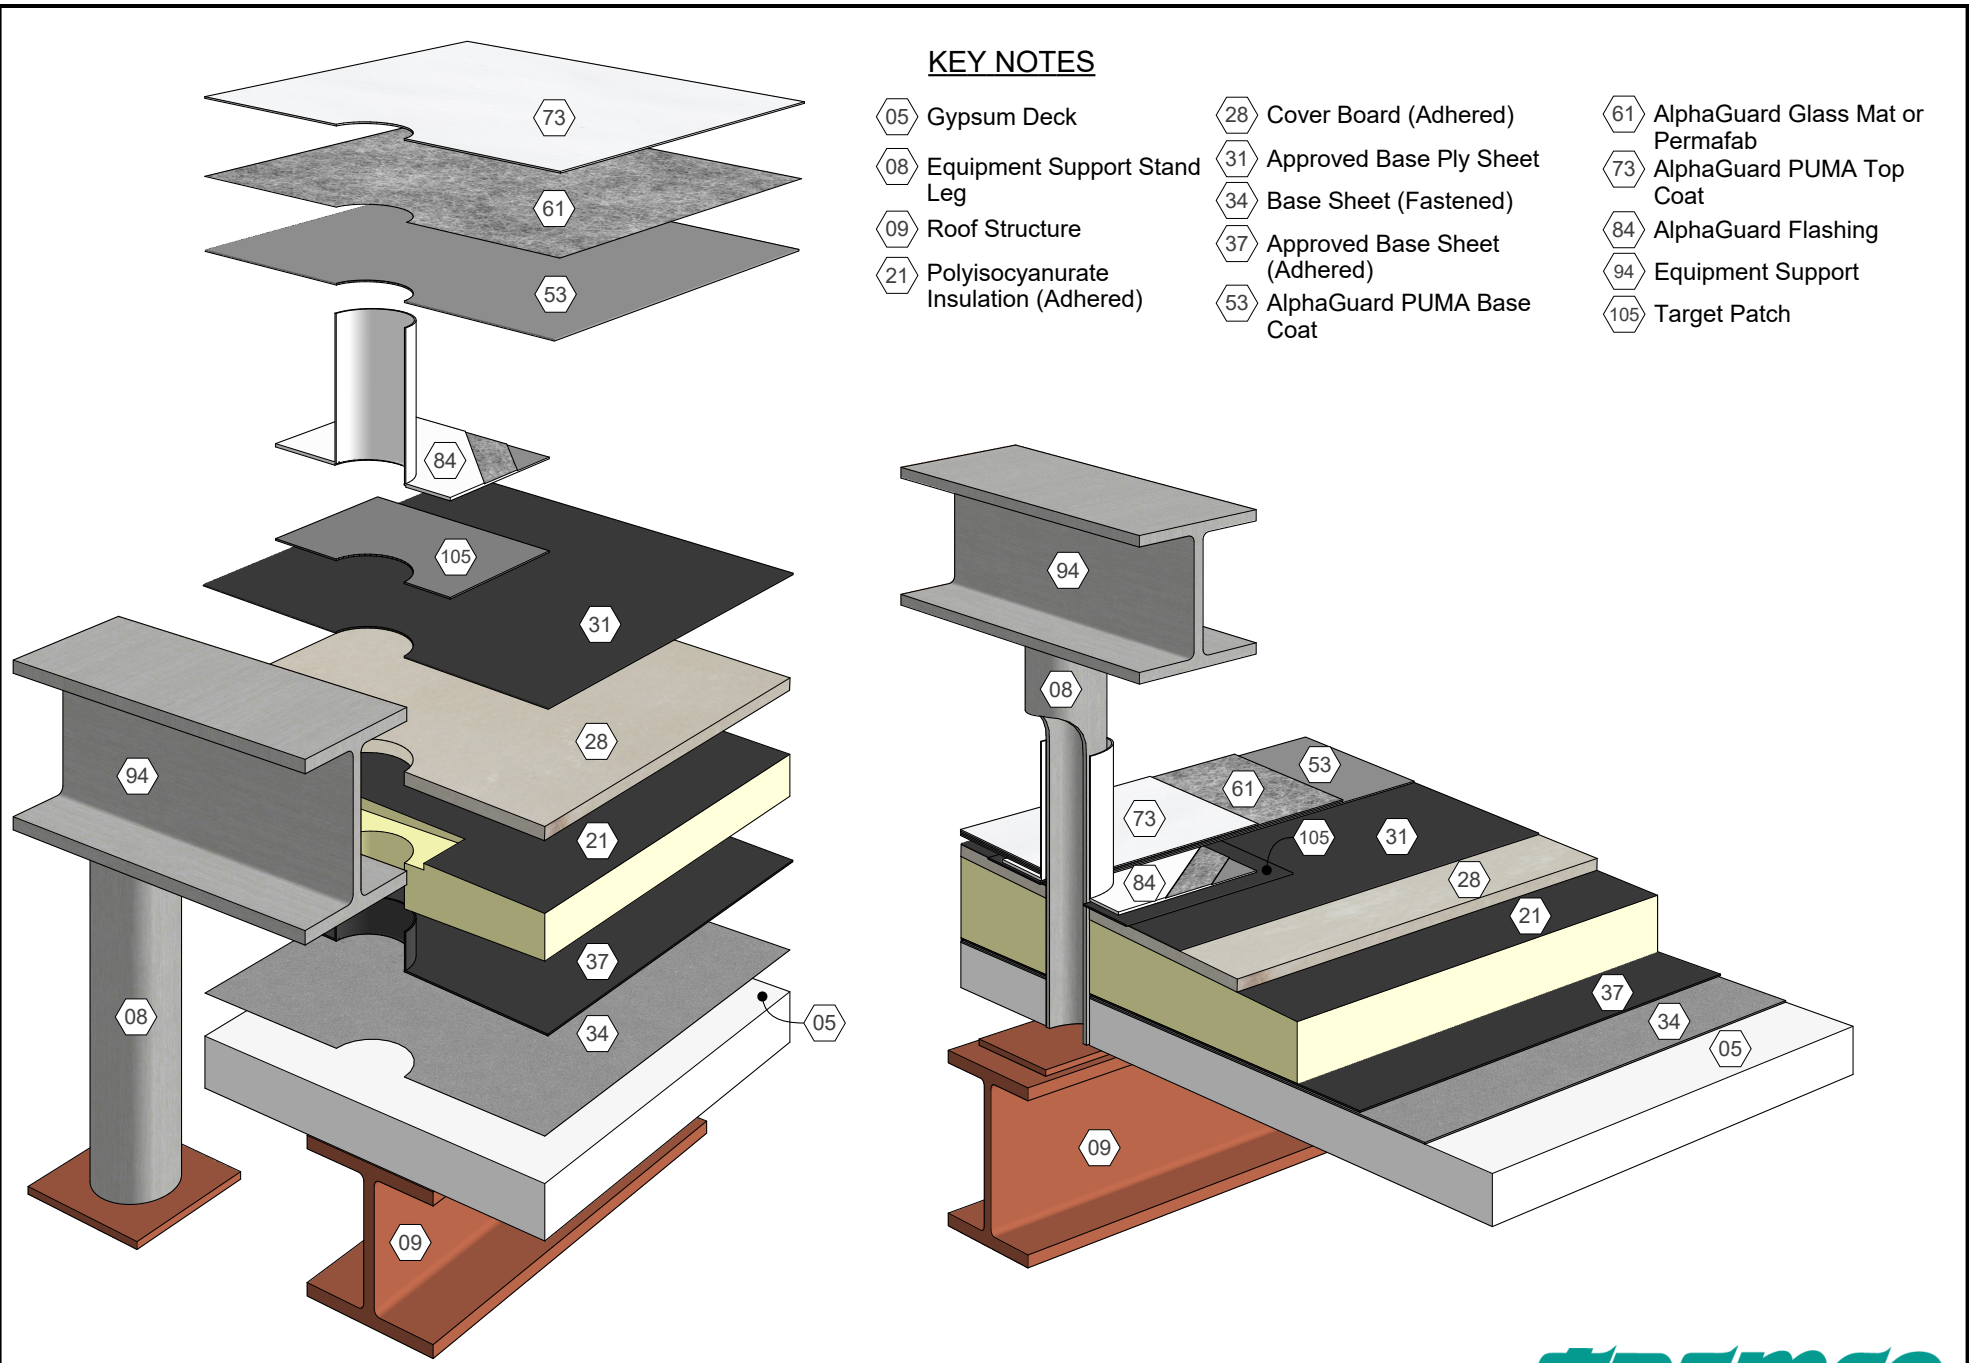 KEY NOTES
05 Gypsum Deck
08 Equipment Support Stand
Leg
09 Roof Structure
21 Polyisocyanurate
Insulation (Adhered)
28 Cover Board (Adhered)
31 Approved Base Ply Sheet
34 Base Sheet (Fastened)
37 Approved Base Sheet
(Adhered)
53 AlphaGuard PUMA Base
Coat
61 AlphaGuard Glass Mat or
Permafab
73 AlphaGuard PUMA Top
Coat
84 AlphaGuard Flashing
94 Equipment Support
105 Target Patch
73
61
53
84
105
31
28
94
21
37
08
34
05
09
94
08
53
61
73
105
31
84
28
21
37
34
05
09